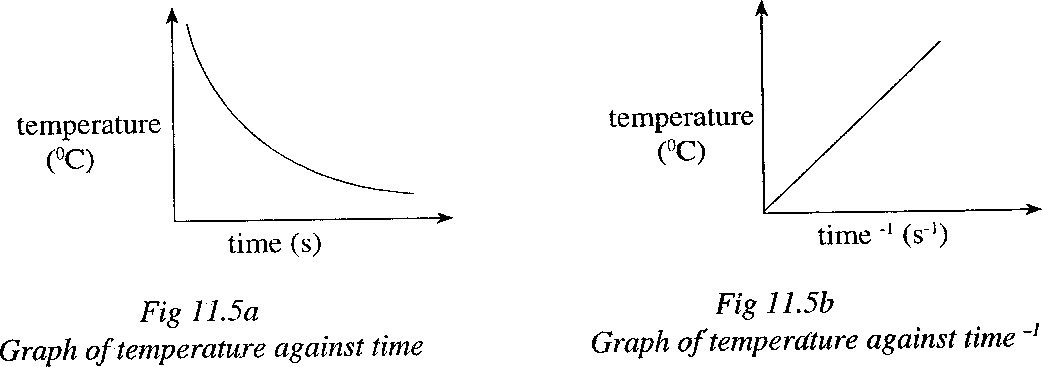 temperature
(⁰C)
time (s)
Fig 11.5a
Graph of temperature against time
temperature
(⁰C)
time ⁻¹ (s⁻¹)
Fig 11.5b
Graph of temperature against time ⁻¹